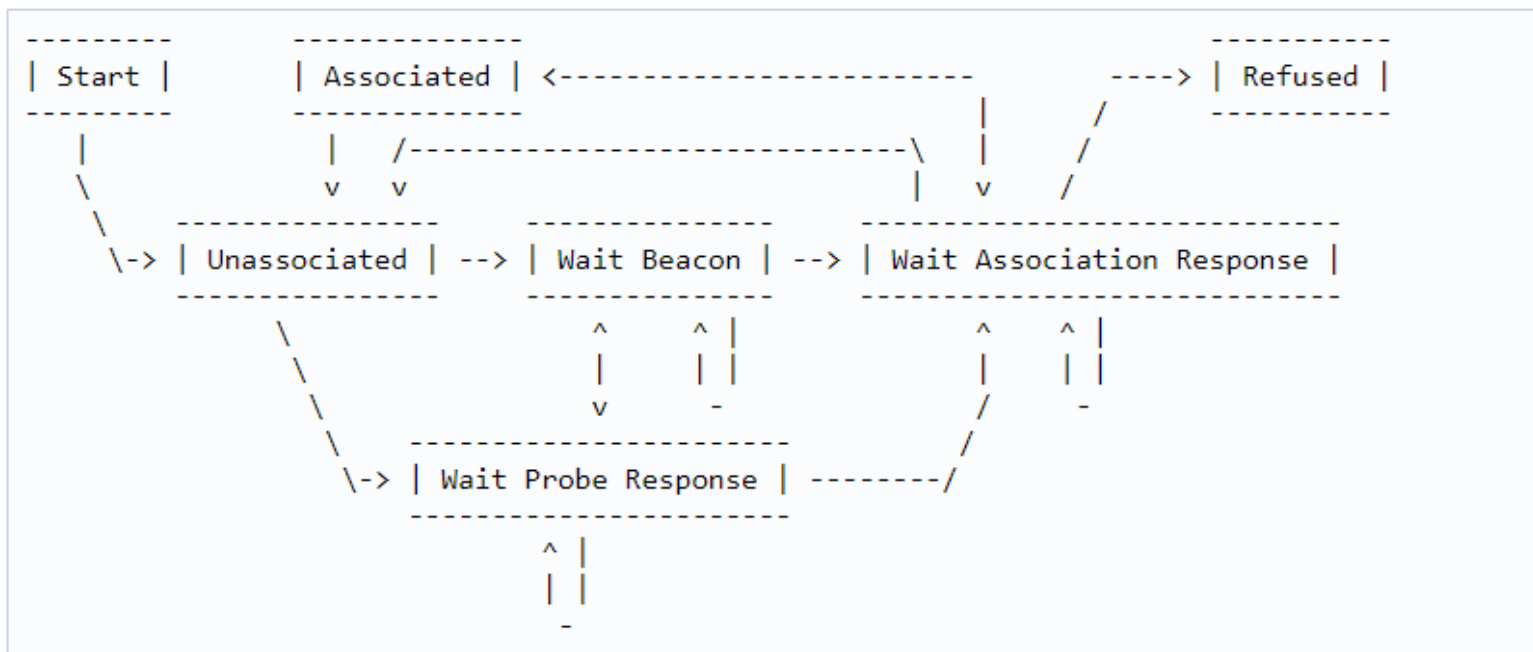 ---------       --------------                                          -----------
| Start |       | Associated | <--------------------------        ----> | Refused |
---------       --------------                           |      /       -----------
   |               |   /------------------------------\   |     /
   \               v   v                              |   v    /
    \     ----------------     ---------------     -----------------------------
     \-> | Unassociated | --> | Wait Beacon | --> | Wait Association Response |
          ----------------     ---------------     -----------------------------
                \                  ^     ^ |              ^    ^ |
                 \                 |     | |              |    | |
                  \                v      -               /     -
                   \    -----------------------          /
                    \-> | Wait Probe Response | --------/
                        -----------------------
                                ^ |
                                | |
                                 -